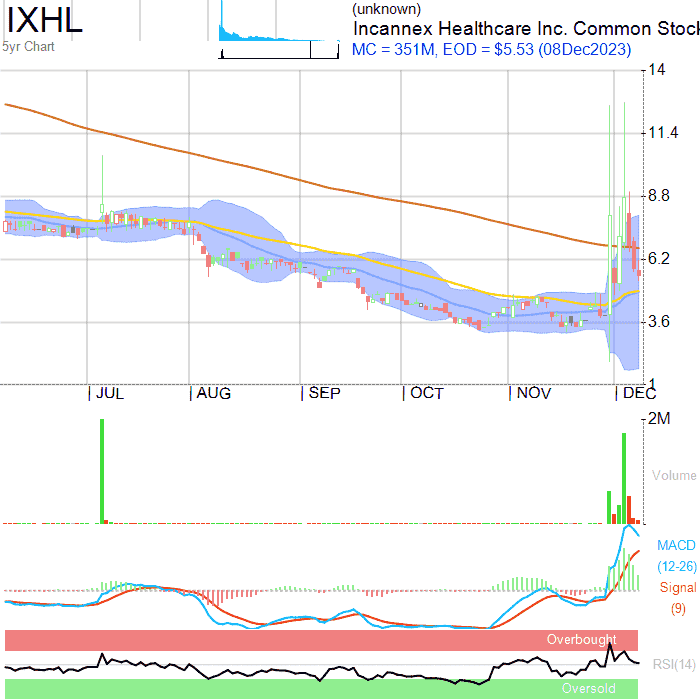 IXHL
5yr Chart
(unknown)
Incannex Healthcare Inc. Common Stock
MC = 351M, EOD = $5.53 (08Dec2023)
14
11.4
8.8
6.2
3.6
1
JUL
AUG
SEP
OCT
NOV
DEC
2M
Volume
MACD
(12-26)
Signal
(9)
Overbought
RSI(14)
Oversold